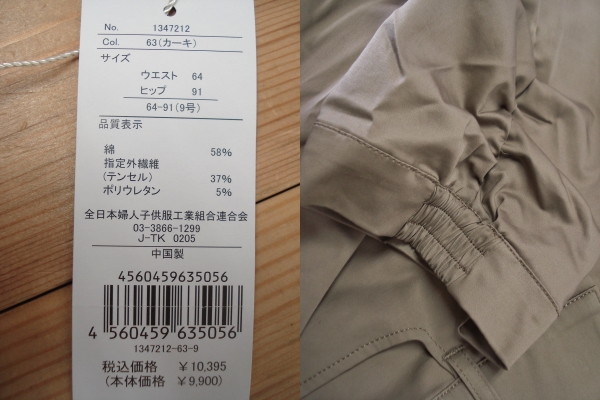 No. 1347212
Col. 63(カーキ)
サイズ
ウエスト 64
ヒップ 91
64-91(9号)
品質表示
綿 58%
指定外繊維
(テンセル) 37%
ポリウレタン 5%
全日本婦人子供服工業組合連合会
03-3866-1299
J-TK 0205
中国製
4560459635056
4 560459 635056
1347212-63-9
税込価格 ¥10,395
(本体価格 ¥9,900)